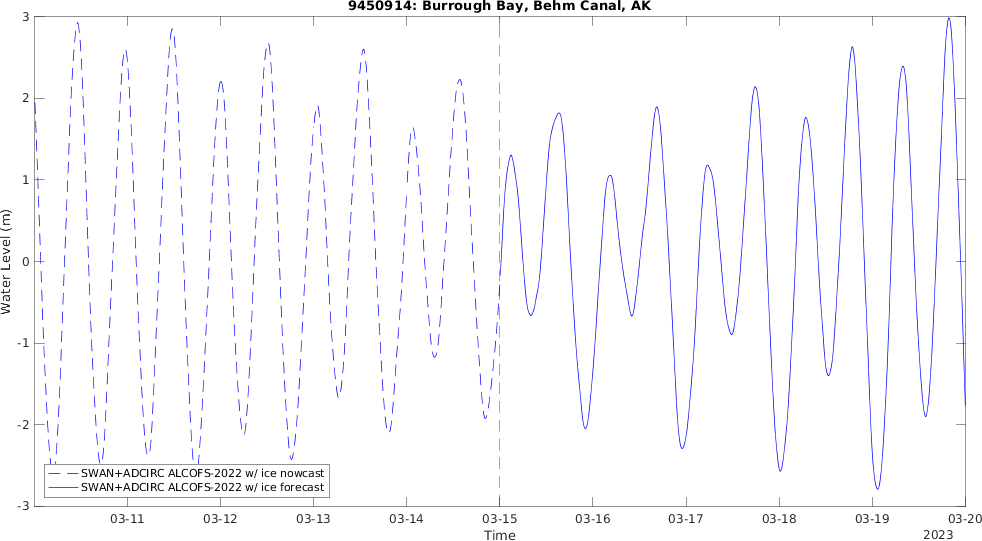 9450914: Burrough Bay, Behm Canal, AK
3
2
1
0
-1
-2
-3
Water Level (m)
SWAN+ADCIRC ALCOFS-2022 w/ ice nowcast
SWAN+ADCIRC ALCOFS-2022 w/ ice forecast
03-11 03-12 03-13 03-14 03-15 03-16 03-17 03-18 03-19 03-20
Time
2023